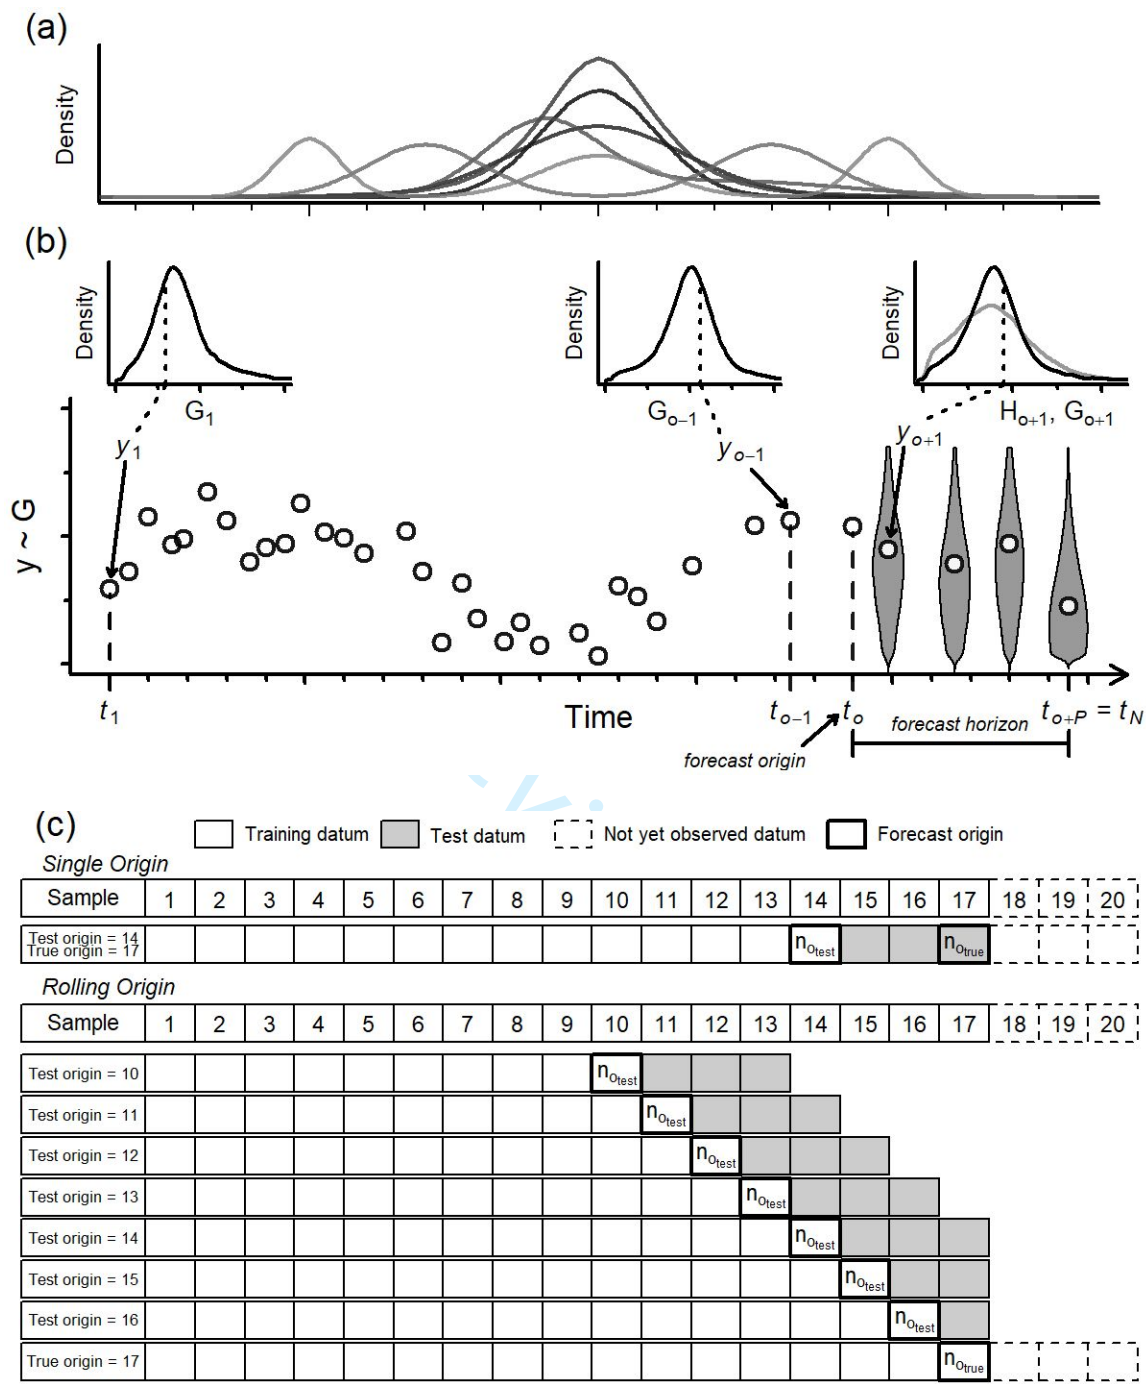 (a)
Density
(b)
Density
Density
Density
G1
Go−1
Ho+1, Go+1
y1
yo−1
yo+1
y ~ G
t1
Time
to−1
to
to+P = tN
forecast horizon
forecast origin
(c)
Training datum
Test datum
Not yet observed datum
Forecast origin
Single Origin
Sample 1 2 3 4 5 6 7 8 9 10 11 12 13 14 15 16 17 18 19 20
Test origin = 14 notest notrue
True origin = 17
Rolling Origin
Sample 1 2 3 4 5 6 7 8 9 10 11 12 13 14 15 16 17 18 19 20
Test origin = 10 notest
Test origin = 11 notest
Test origin = 12 notest
Test origin = 13 notest
Test origin = 14 notest
Test origin = 15 notest
Test origin = 16 notest
True origin = 17 notrue